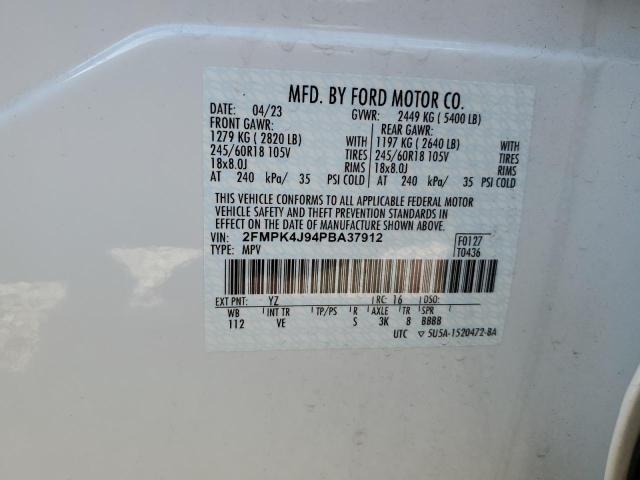 MFD. BY FORD MOTOR CO.
DATE: 04/23 GVWR: 2449 KG ( 5400 LB)
FRONT GAWR: REAR GAWR:
1279 KG ( 2820 LB) WITH 1197 KG ( 2640 LB) WITH
245/60R18 105V TIRES 245/60R18 105V TIRES
18x8.0J RIMS 18x8.0J RIMS
AT 240 kPa/ 35 PSI COLD AT 240 kPa/ 35 PSI COLD
THIS VEHICLE CONFORMS TO ALL APPLICABLE FEDERAL MOTOR
VEHICLE SAFETY AND THEFT PREVENTION STANDARDS IN
EFFECT ON THE DATE OF MANUFACTURE SHOWN ABOVE.
VIN: 2FMPK4J94PBA37912 F0127
TYPE: MPV T0436
EXT PNT: YZ RC: 16 DSO:
WB INT TR TP/PS R AXLE TR SPR
112 VE S 3K 8 BBBB
UTC ▽ 5U5A-1520472-BA